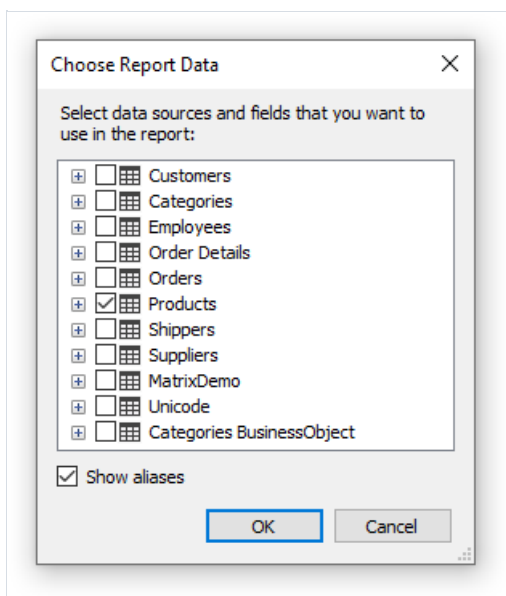 Choose Report Data
Select data sources and fields that you want to
use in the report:
Customers
Categories
Employees
Order Details
Orders
Products
Shippers
Suppliers
MatrixDemo
Unicode
Categories BusinessObject
Show aliases
OK Cancel